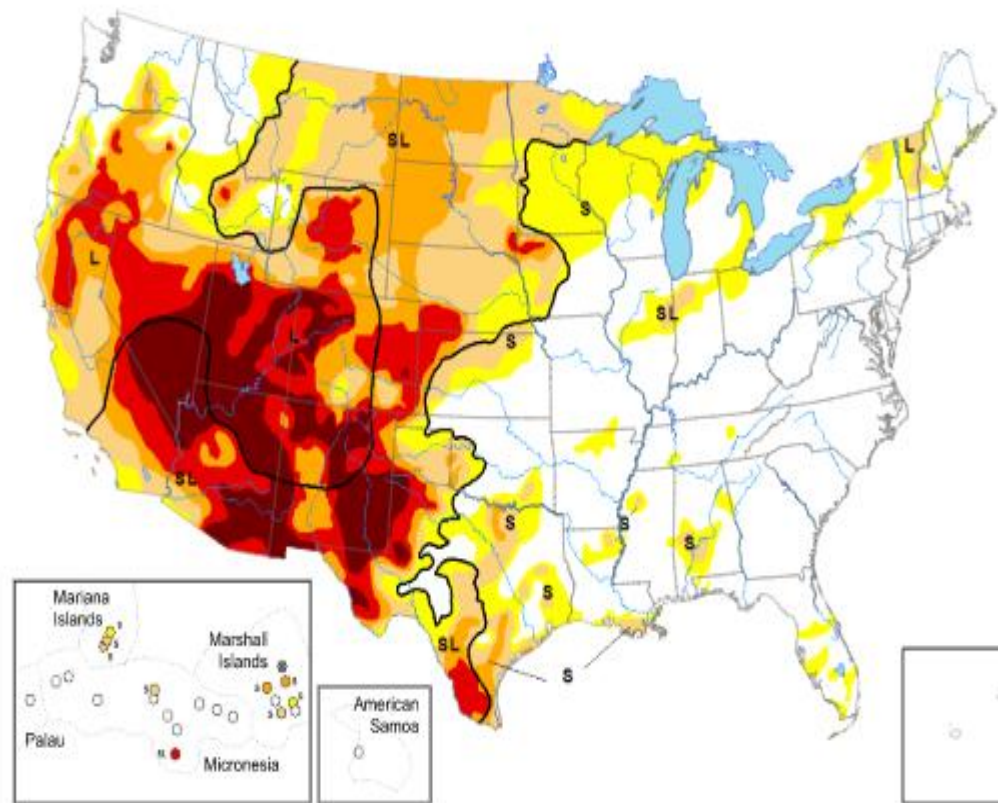 SL
L
S
L
L
SL
S
SL
S
S
S
SL
S
S
Mariana
Islands
Marshall
Islands
Palau
Micronesia
American
Samoa